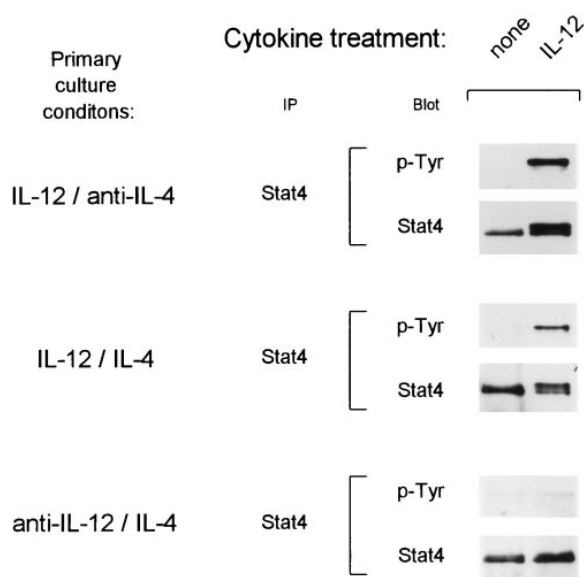 Cytokine treatment:
none
IL-12
Primary
culture
conditons:
IP
Blot
IL-12 / anti-IL-4
Stat4
p-Tyr
Stat4
IL-12 / IL-4
Stat4
p-Tyr
Stat4
anti-IL-12 / IL-4
Stat4
p-Tyr
Stat4